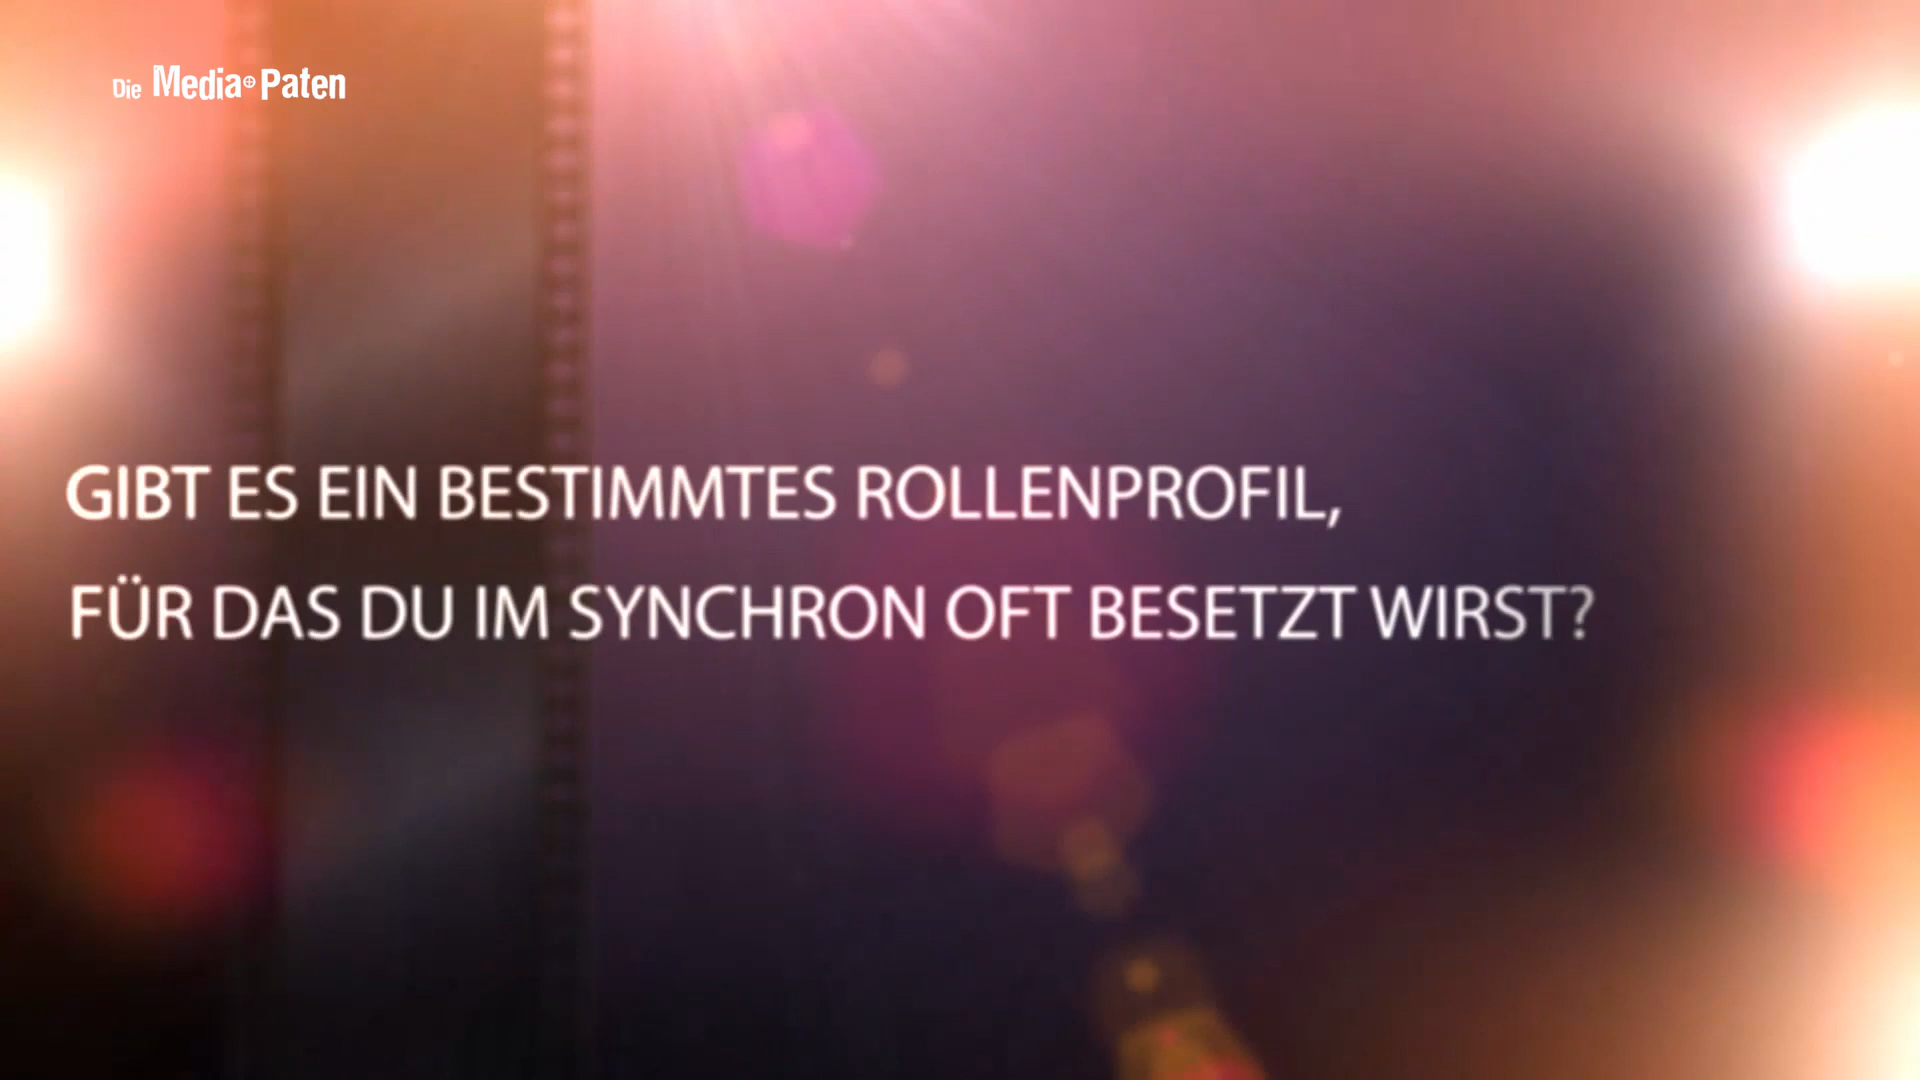 Die Media Paten
GIBT ES EIN BESTIMMTES ROLLENPROFIL,
FÜR DAS DU IM SYNCHRON OFT BESETZT WIRST?